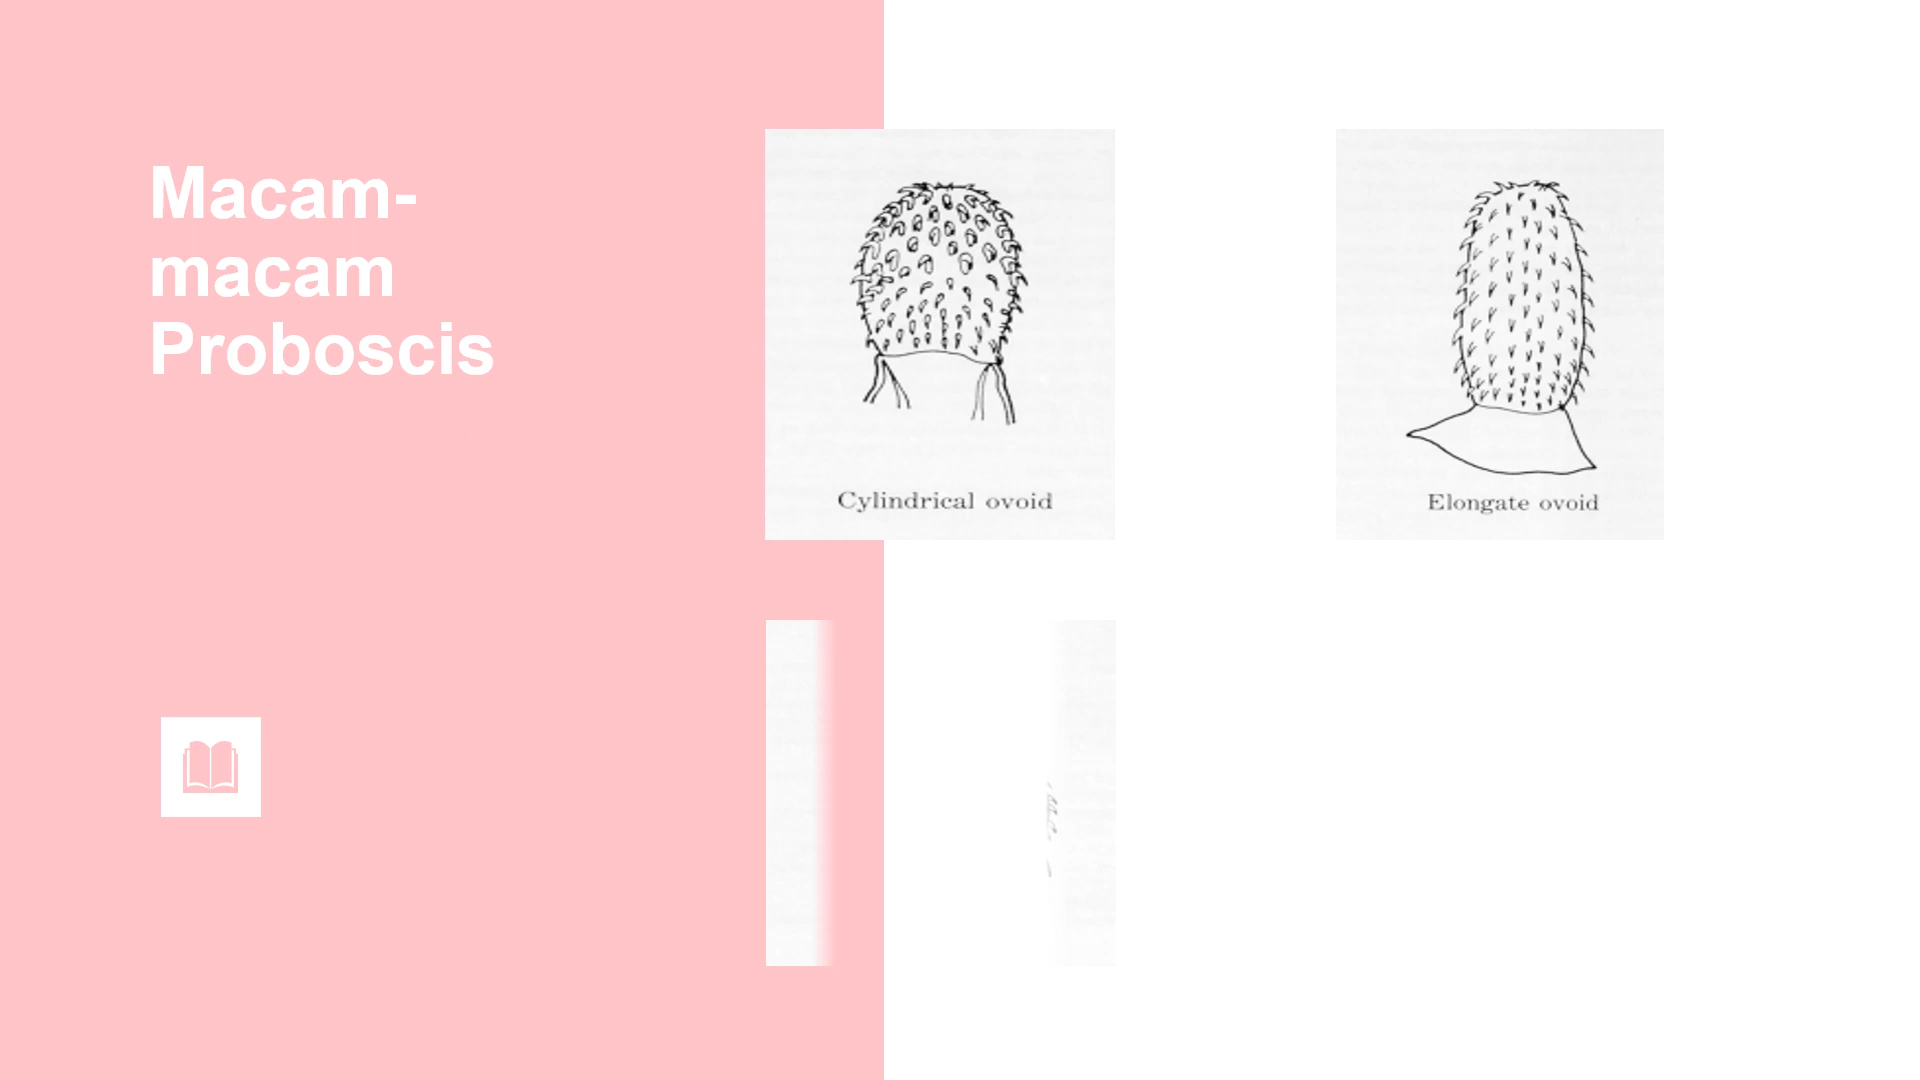 Macam-
macam
Proboscis
Cylindrical ovoid
Elongate ovoid